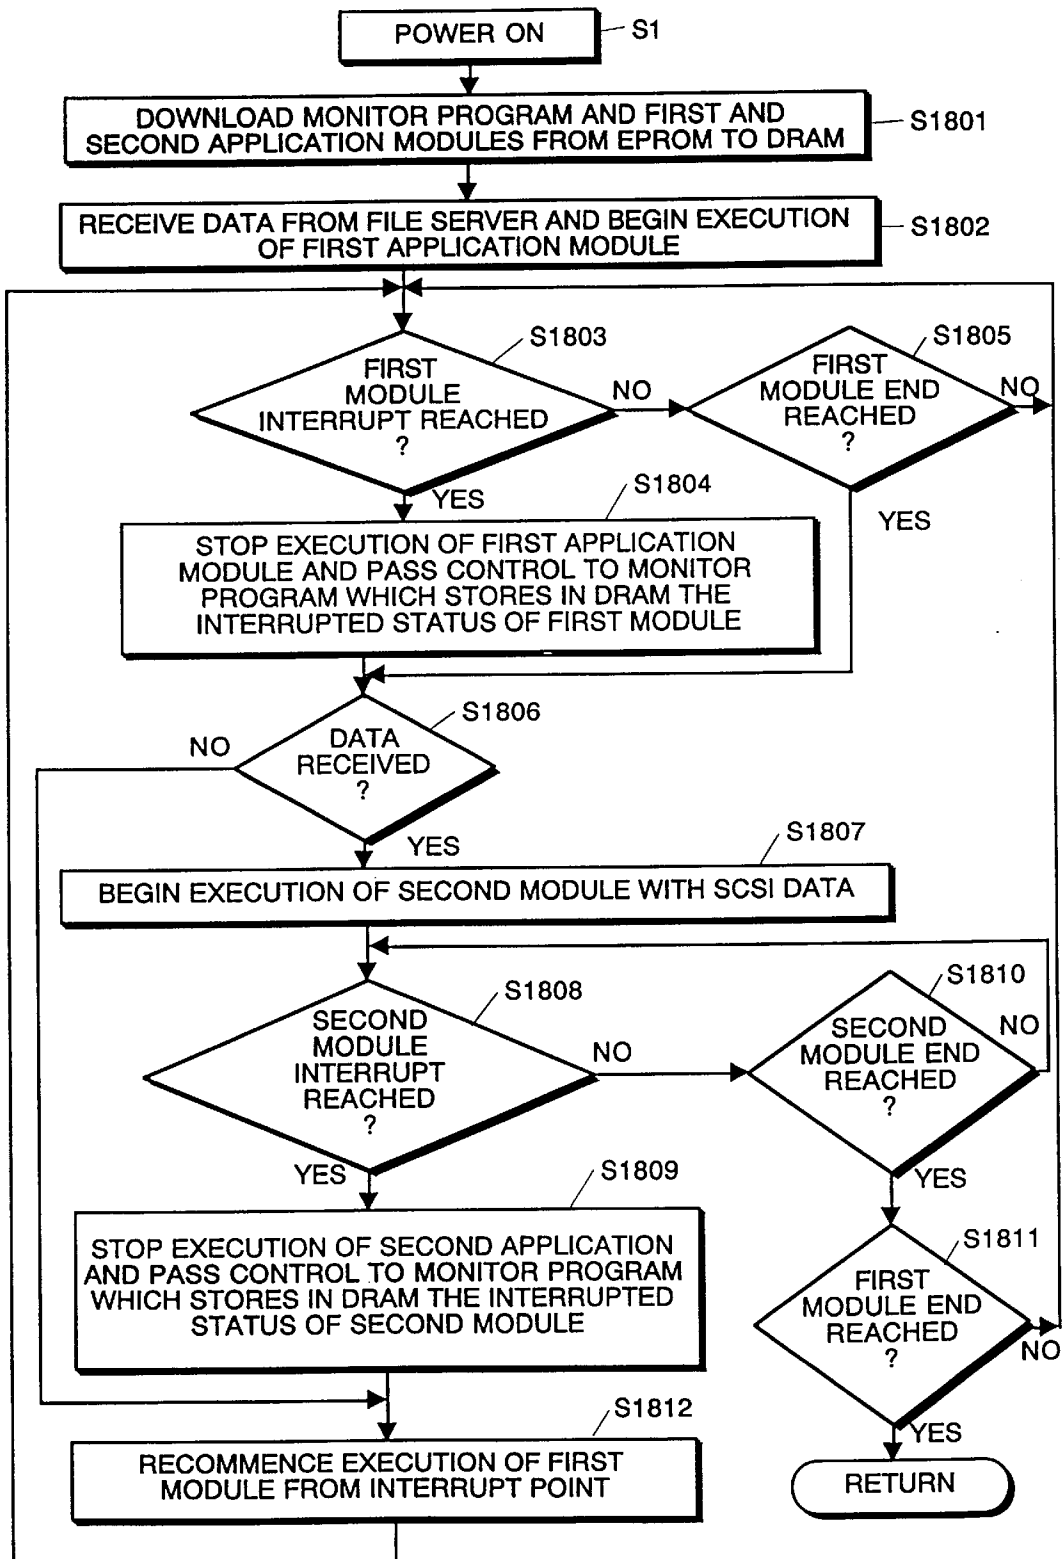 POWER ON
S1
DOWNLOAD MONITOR PROGRAM AND FIRST AND
SECOND APPLICATION MODULES FROM EPROM TO DRAM
S1801
RECEIVE DATA FROM FILE SERVER AND BEGIN EXECUTION
OF FIRST APPLICATION MODULE
S1802
S1803
FIRST
MODULE
INTERRUPT REACHED
?
NO
YES
S1805
FIRST
MODULE END
REACHED
?
NO
YES
S1804
STOP EXECUTION OF FIRST APPLICATION
MODULE AND PASS CONTROL TO MONITOR
PROGRAM WHICH STORES IN DRAM THE
INTERRUPTED STATUS OF FIRST MODULE
S1806
DATA
RECEIVED
?
NO
YES
S1807
BEGIN EXECUTION OF SECOND MODULE WITH SCSI DATA
S1808
SECOND
MODULE
INTERRUPT
REACHED
?
NO
YES
S1810
SECOND
MODULE END
REACHED
?
NO
YES
S1809
STOP EXECUTION OF SECOND APPLICATION
AND PASS CONTROL TO MONITOR PROGRAM
WHICH STORES IN DRAM THE INTERRUPTED
STATUS OF SECOND MODULE
S1811
FIRST
MODULE END
REACHED
?
NO
YES
S1812
RECOMMENCE EXECUTION OF FIRST
MODULE FROM INTERRUPT POINT
RETURN